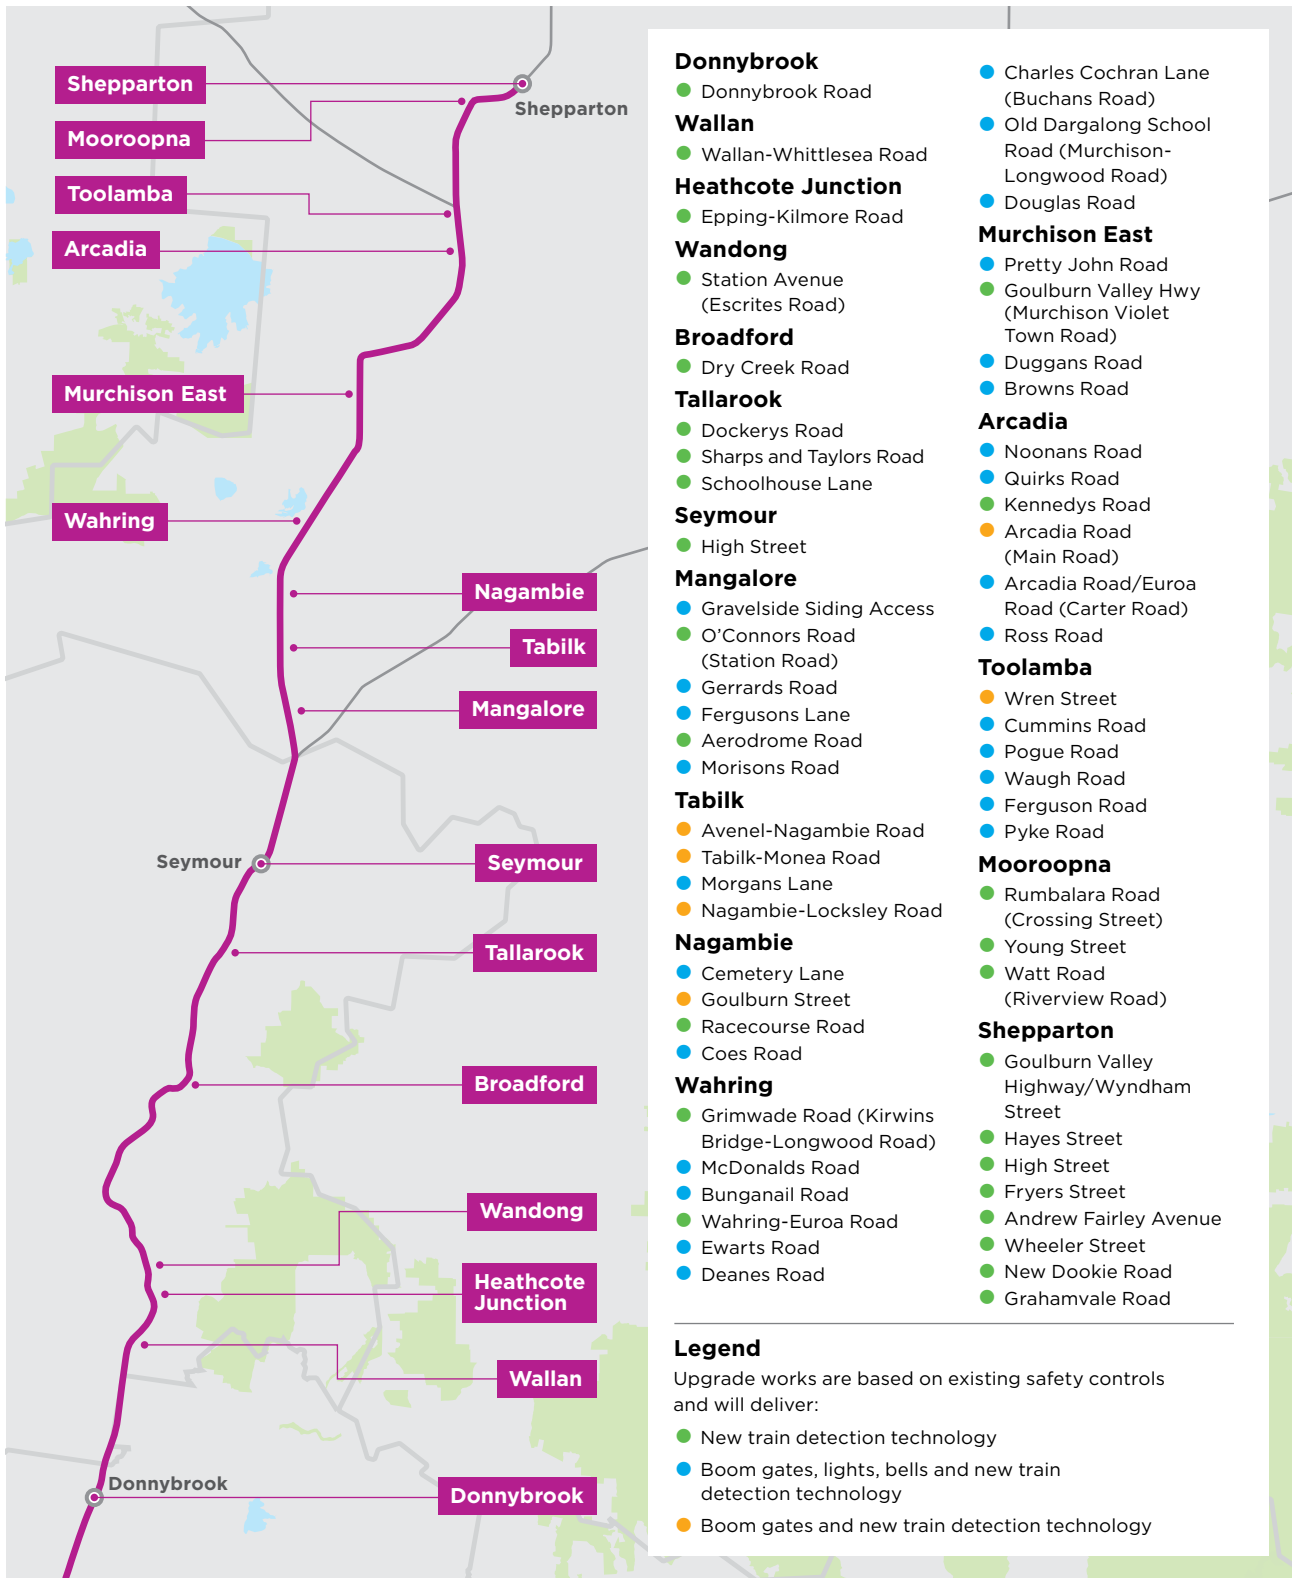 Shepparton
Shepparton
Mooroopna
Toolamba
Arcadia
Murchison East
Wahring
Nagambie
Tabilk
Mangalore
Seymour
Seymour
Tallarook
Broadford
Wandong
Heathcote
Junction
Wallan
Donnybrook
Donnybrook
Donnybrook
Donnybrook Road
Wallan
Wallan-Whittlesea Road
Heathcote Junction
Epping-Kilmore Road
Wandong
Station Avenue
(Escrites Road)
Broadford
Dry Creek Road
Tallarook
Dockerys Road
Sharps and Taylors Road
Schoolhouse Lane
Seymour
High Street
Mangalore
Gravelside Siding Access
O'Connors Road
(Station Road)
Gerrards Road
Fergusons Lane
Aerodrome Road
Morisons Road
Tabilk
Avenel-Nagambie Road
Tabilk-Monea Road
Morgans Lane
Nagambie-Locksley Road
Nagambie
Cemetery Lane
Goulburn Street
Racecourse Road
Coes Road
Wahring
Grimwade Road (Kirwins
Bridge-Longwood Road)
McDonalds Road
Bunganail Road
Wahring-Euroa Road
Ewarts Road
Deanes Road
Charles Cochran Lane
(Buchans Road)
Old Dargalong School
Road (Murchison-
Longwood Road)
Douglas Road
Murchison East
Pretty John Road
Goulburn Valley Hwy
(Murchison Violet
Town Road)
Duggans Road
Browns Road
Arcadia
Noonans Road
Quirks Road
Kennedys Road
Arcadia Road
(Main Road)
Arcadia Road/Euroa
Road (Carter Road)
Ross Road
Toolamba
Wren Street
Cummins Road
Pogue Road
Waugh Road
Ferguson Road
Pyke Road
Mooroopna
Rumbalara Road
(Crossing Street)
Young Street
Watt Road
(Riverview Road)
Shepparton
Goulburn Valley
Highway/Wyndham
Street
Hayes Street
High Street
Fryers Street
Andrew Fairley Avenue
Wheeler Street
New Dookie Road
Grahamvale Road
Legend
Upgrade works are based on existing safety controls
and will deliver:
New train detection technology
Boom gates, lights, bells and new train
detection technology
Boom gates and new train detection technology